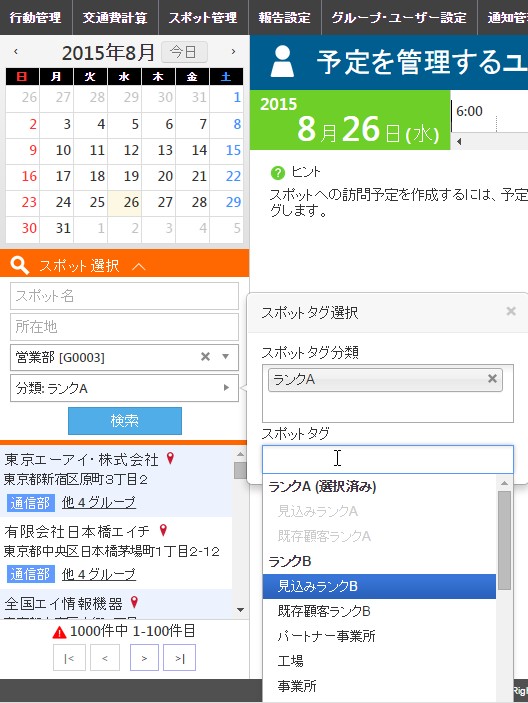 行動管理 交通費計算 スポット管理 報告設定 グループ・ユーザー設定 通知管
2015年8月 今日
日 月 火 水 木 金 土
26 27 28 29 30 31 1
2 3 4 5 6 7 8
9 10 11 12 13 14 15
16 17 18 19 20 21 22
23 24 25 26 27 28 29
30 31 1 2 3 4 5
予定を管理するユ
2015
8月26日(水)
6:00
ヒント
スポットへの訪問予定を作成するには、予定
グします。
スポット選択
スポット名
所在地
営業部 [G0003]
分類: ランクA
検索
東京エーアイ・株式会社
東京都新宿区原町3丁目2
通信部 他4グループ
有限会社日本橋エイチ
東京都中央区日本橋茅場町1丁目2-12
通信部 他4グループ
全国エイ情報機器
1000件中 1-100件目
|< < > >|
スポットタグ選択
スポットタグ分類
ランクA
スポットタグ
ランクA (選択済み)
見込みランクA
既存顧客ランクA
ランクB
見込みランクB
既存顧客ランクB
パートナー事業所
工場
事業所